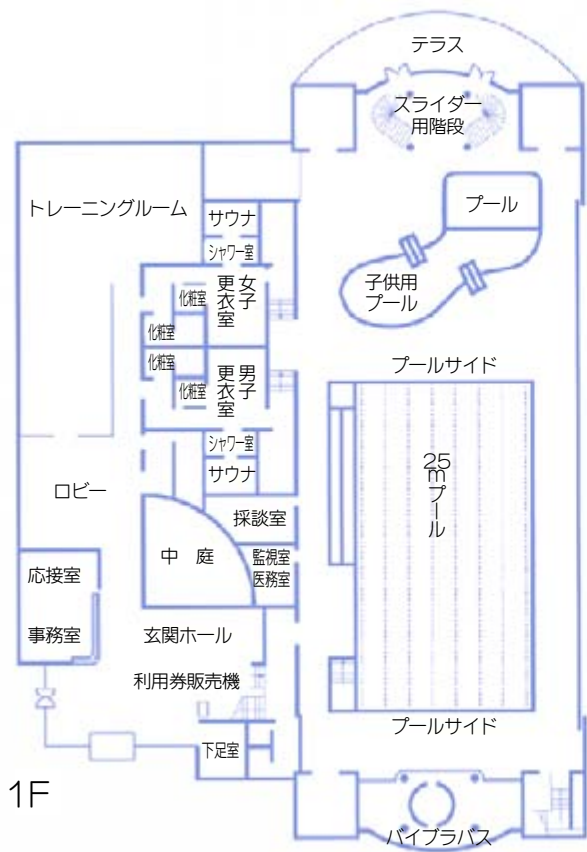 テラス
スライダー
用階段
トレーニングルーム
サウナ
シャワー室
プール
子供用
プール
化粧室
女子
更衣室
化粧室
化粧室
化粧室
男子
更衣室
プールサイド
シャワー室
サウナ
25mプール
ロビー
採談室
中 庭
監視室
医務室
応接室
事務室
玄関ホール
利用券販売機
プールサイド
下足室
1F
バイブラバス